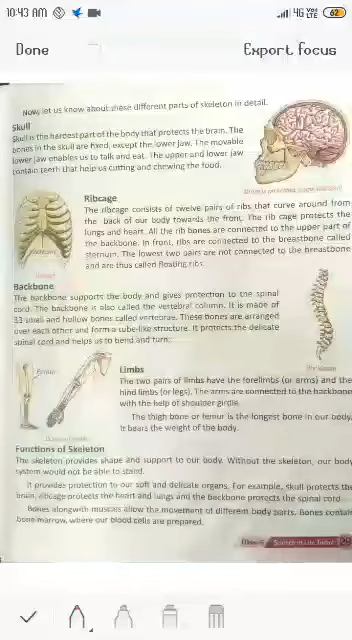 10:43 AM
4G VoLTE 62
Done
Export focus
Now, let us know about these different parts of skeleton in detail.
Skull
Skull is the hardest part of the body that protects the brain. The
bones in the skull are fixed, except the lower jaw. The movable
lower jaw enables us to talk and eat. The upper and lower jaw
contain teeth that help us cutting and chewing the food.
Ribcage
The ribcage consists of twelve pairs of ribs that curve around from
the back of our body towards the front. The rib cage protects the
lungs and heart. All the rib bones are connected to the upper part of
the backbone. In front, ribs are connected to the breastbone called
sternum. The lowest two pairs are not connected to the breastbone
and are thus called floating ribs.
Backbone
The backbone supports the body and gives protection to the spinal
cord. The backbone is also called the vertebral column. It is made of
33 small and hollow bones called vertebrae. These bones are arranged
over each other and form a tube-like structure. It protects the delicate
spinal cord and helps us to bend and turn.
Limbs
The two pairs of limbs have the forelimbs (or arms) and the
hind limbs (or legs). The arms are connected to the backbone
with the help of shoulder girdle.
The thigh bone or femur is the longest bone in our body.
It bears the weight of the body.
Functions of Skeleton
The skeleton provides shape and support to our body. Without the skeleton, our body
system would not be able to stand.
It provides protection to our soft and delicate organs. For example, skull protects the
brain, ribcage protects the heart and lungs and the backbone protects the spinal cord.
Bones alongwith muscles allow the movement of different body parts. Bones contain
bone marrow, where our blood cells are prepared.